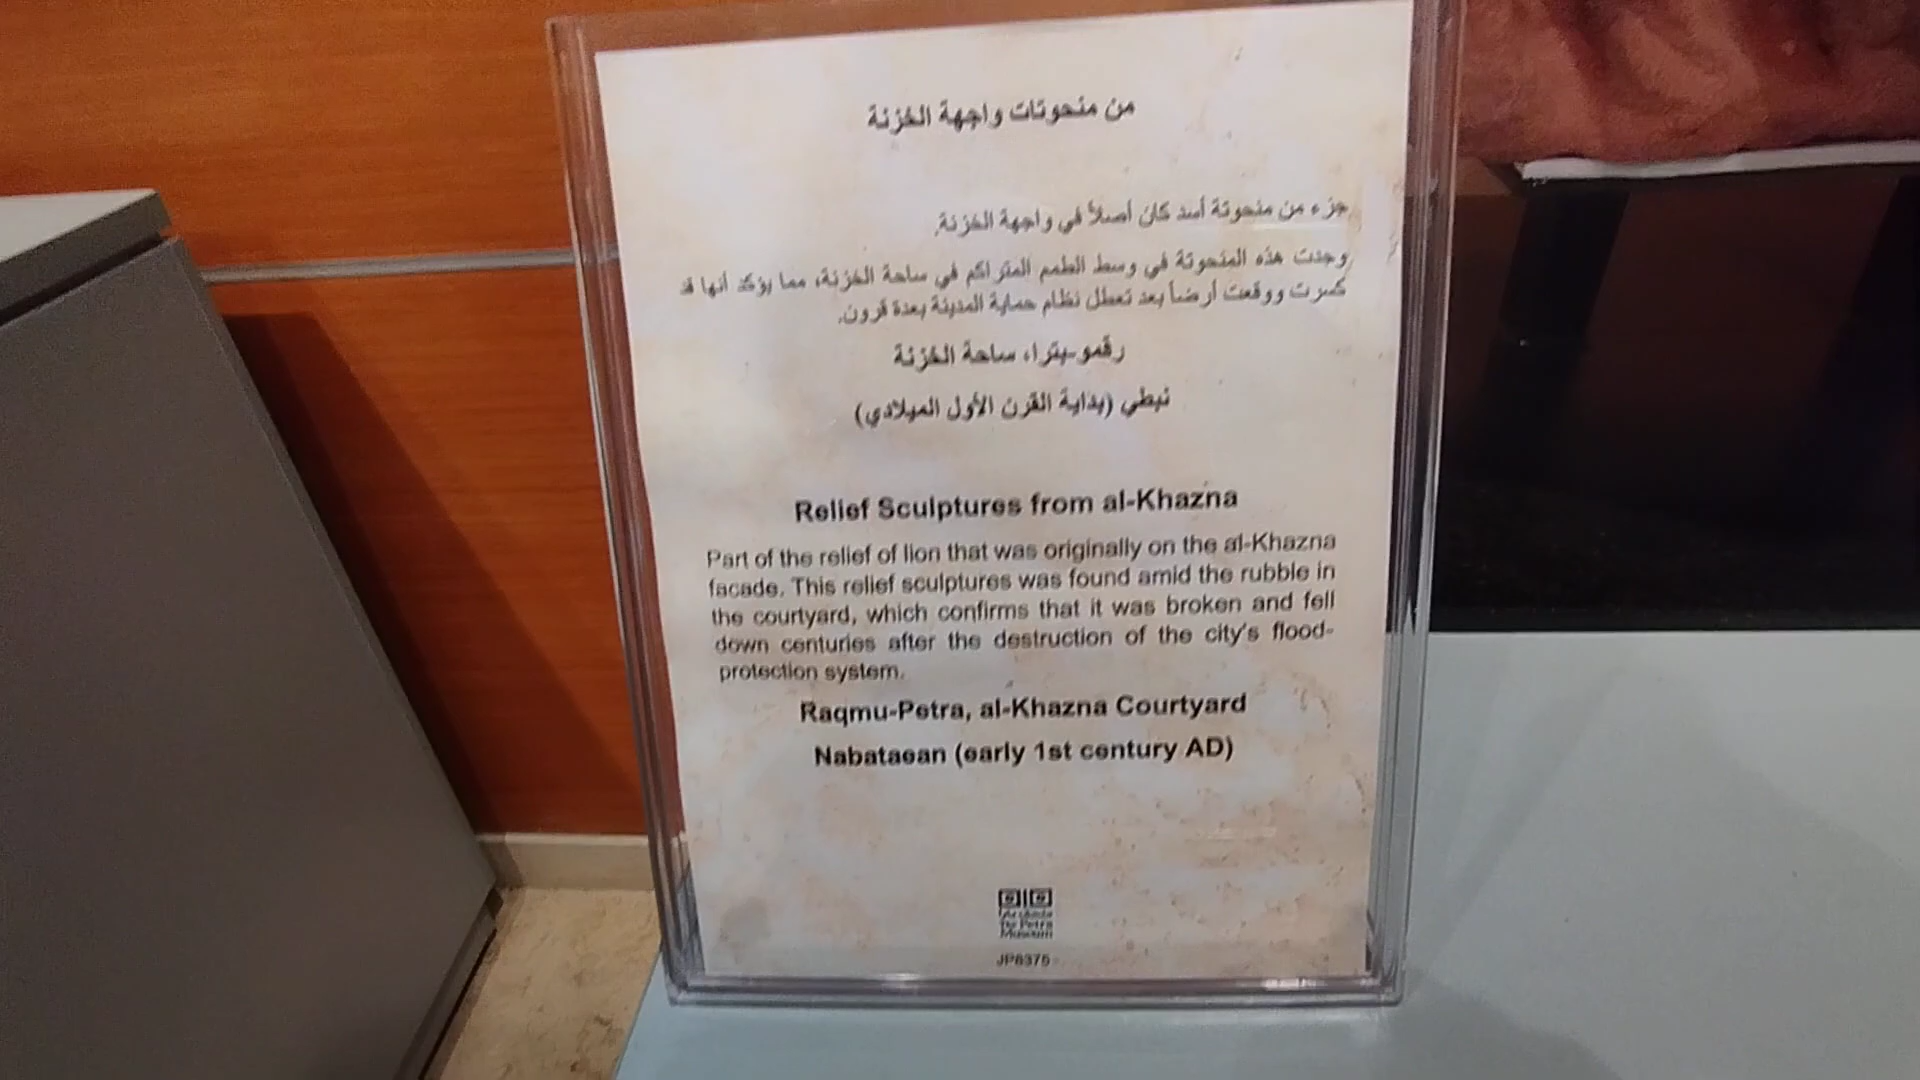 من منحوتات واجهة الخزنة
جزء من منحوتة أسد كان أصلاً في واجهة الخزنة.
وجدت هذه المنحوتة في وسط الطمم المتراكم في ساحة الخزنة، مما يؤكد أنها قد
كسرت ووقعت أرضاً بعد تعطل نظام حماية المدينة بعدة قرون.
رقمو-بترا، ساحة الخزنة
نبطي (بداية القرن الأول الميلادي)
Relief Sculptures from al-Khazna
Part of the relief of lion that was originally on the al-Khazna
facade. This relief sculptures was found amid the rubble in
the courtyard, which confirms that it was broken and fell
down centuries after the destruction of the city's flood-
protection system.
Raqmu-Petra, al-Khazna Courtyard
Nabataean (early 1st century AD)
The Petra
Museum
JP8375